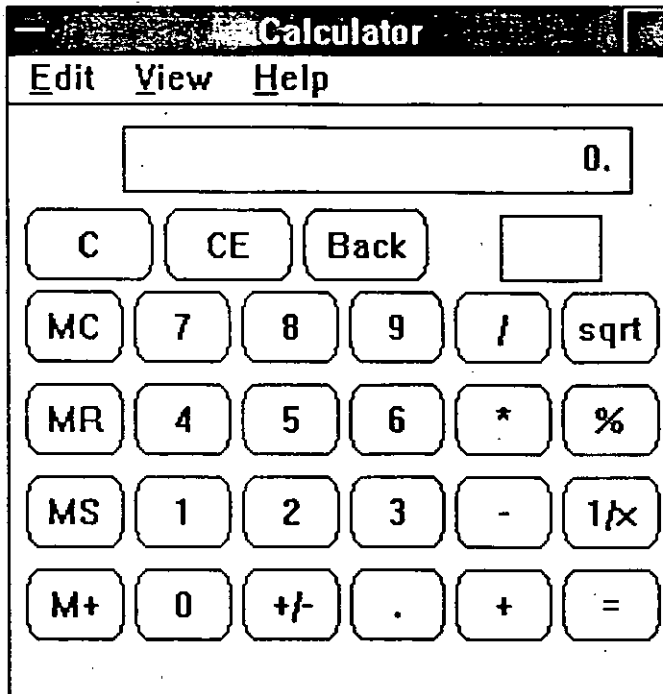 Calculator
Edit View Help
0.
C CE Back
MC 7 8 9 / sqrt
MR 4 5 6 * %
MS 1 2 3 - 1/x
M+ 0 +/- . + =